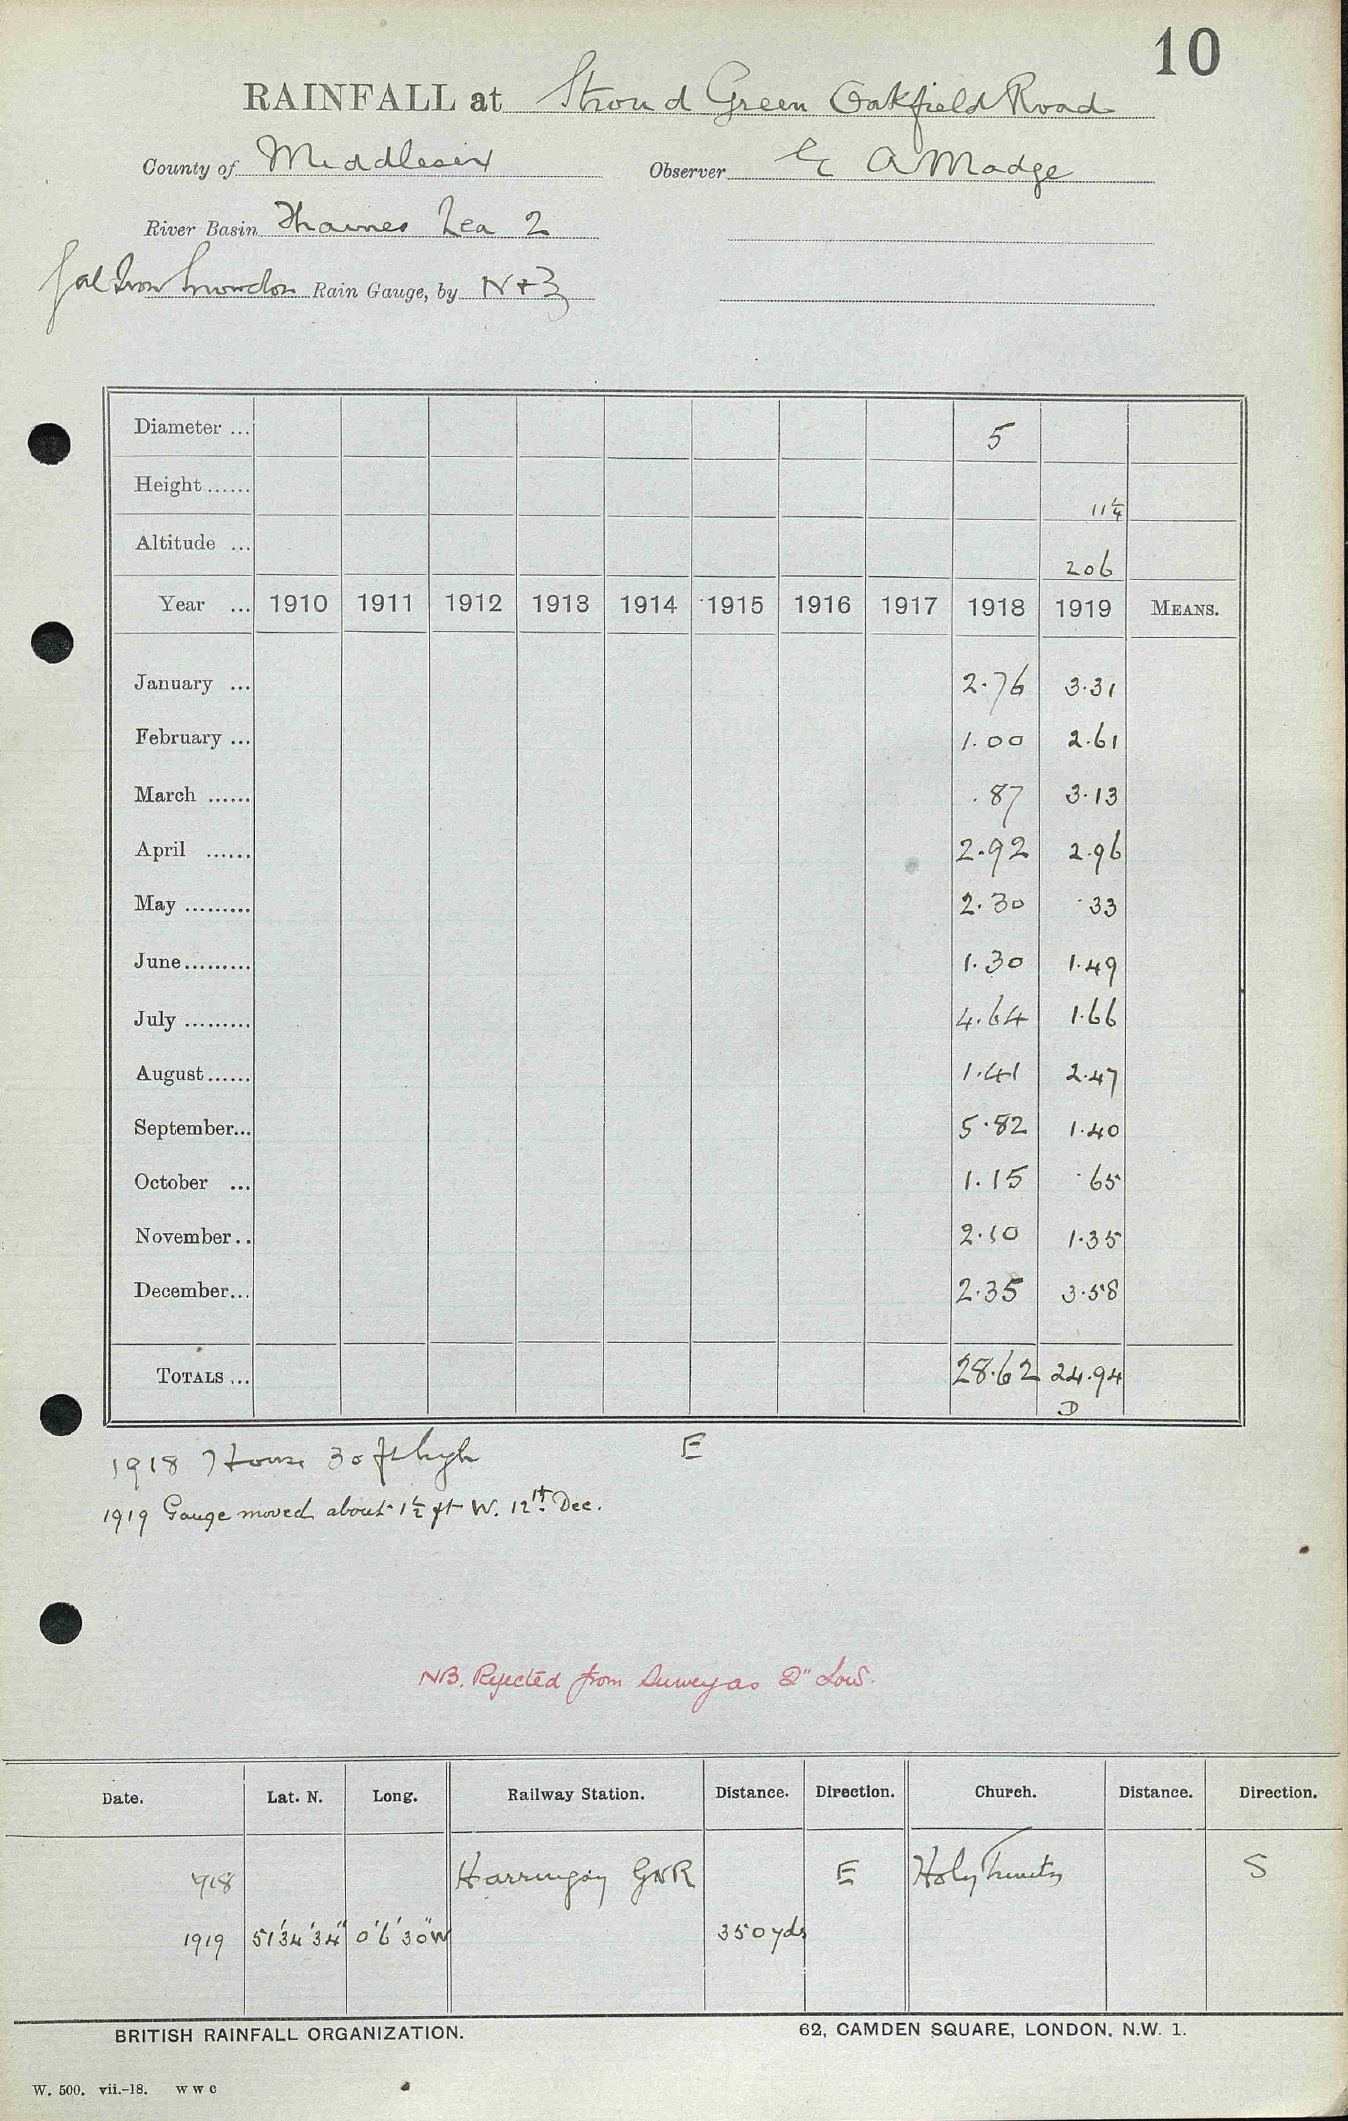 10
RAINFALL at Stroud Green Oakfield Road
County of Middlesex Observer A Madge
River Basin Thames Lea 2
Gal Iron Snowdon Rain Gauge, by N + Z
Diameter ... 5
Height ...... 11¼
Altitude ... 206
Year ... 1910 1911 1912 1913 1914 1915 1916 1917 1918 1919 MEANS.
January ... 2.76 3.31
February ... 1.00 2.61
March ...... .87 3.13
April ...... 2.92 2.96
May ......... 2.30 .33
June ......... 1.30 1.49
July ......... 4.64 1.66
August ...... 1.41 2.47
September... 5.82 1.40
October ... 1.15 .65
November.. 2.10 1.35
December... 2.35 3.58
TOTALS ... 28.62 24.94
D
1918 House 30 ft high E
1919 Gauge moved about 1½ ft W. 12th Dec.
NB. Rejected from Survey as 2" Low.
Date. Lat. N. Long. Railway Station. Distance. Direction. Church. Distance. Direction.
918 Harringay GNR E Holy Trinity S
1919 51°34'34" 0°6'30"W 350 yds
BRITISH RAINFALL ORGANIZATION. 62, CAMDEN SQUARE, LONDON, N.W. 1.
W. 500. vii.-18. W W C